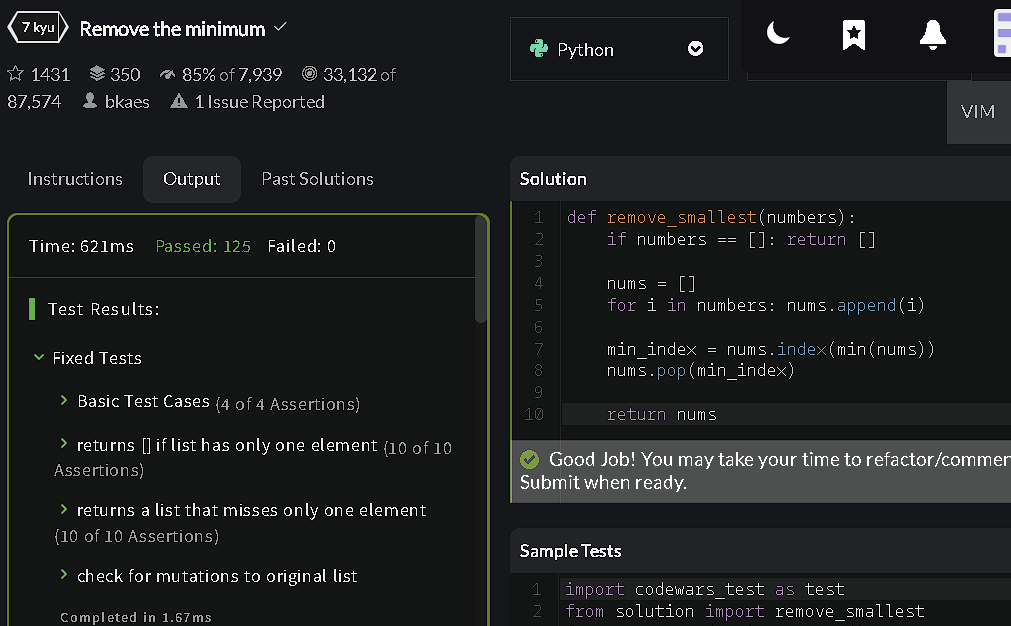 7 kyu Remove the minimum
1431 350 85% of 7,939 33,132 of
87,574 bkaes 1 Issue Reported
Python
VIM
Instructions Output Past Solutions
Time: 621ms Passed: 125 Failed: 0
Test Results:
Fixed Tests
Basic Test Cases (4 of 4 Assertions)
returns [] if list has only one element (10 of 10
Assertions)
returns a list that misses only one element
(10 of 10 Assertions)
check for mutations to original list
Completed in 1.67ms
Solution
1 def remove_smallest(numbers):
2 if numbers == []: return []
3
4 nums = []
5 for i in numbers: nums.append(i)
6
7 min_index = nums.index(min(nums))
8 nums.pop(min_index)
9
10 return nums
Good Job! You may take your time to refactor/commen
Submit when ready.
Sample Tests
1 import codewars_test as test
2 from solution import remove_smallest